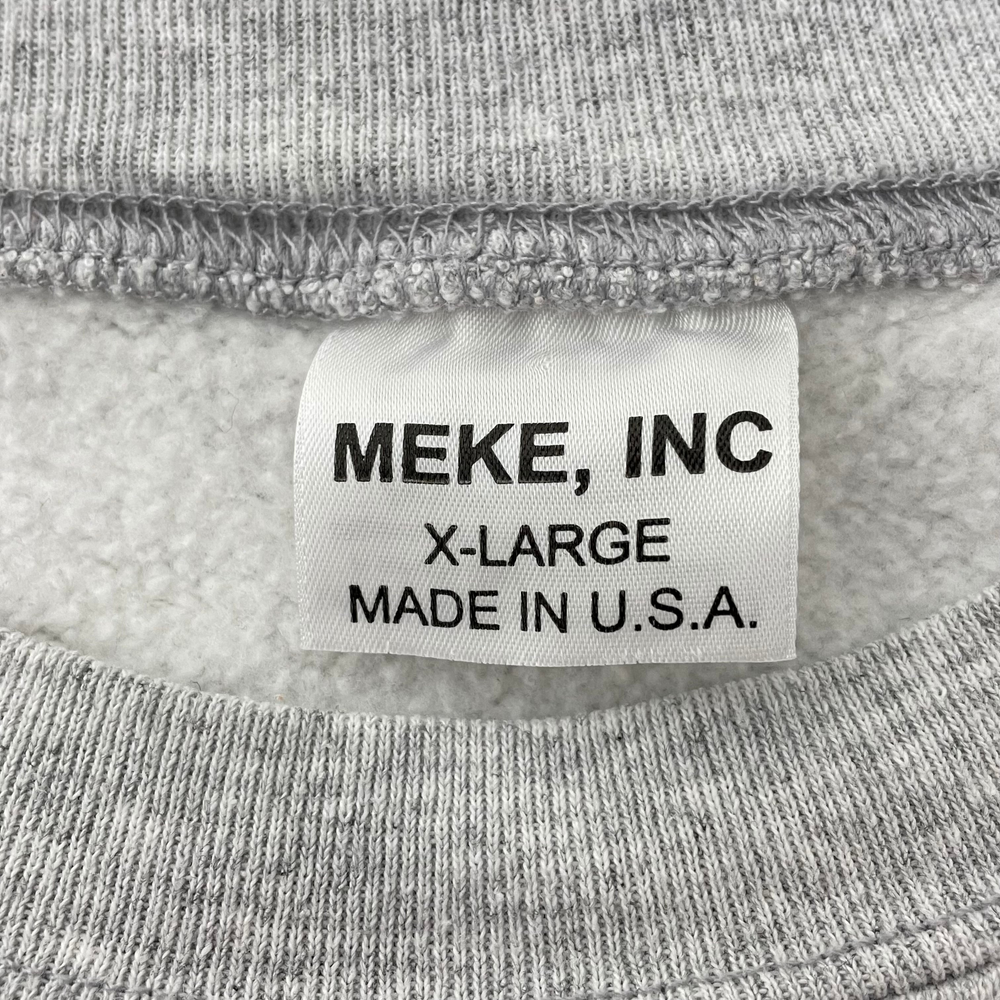 MEKE, INC
X-LARGE
MADE IN U.S.A.